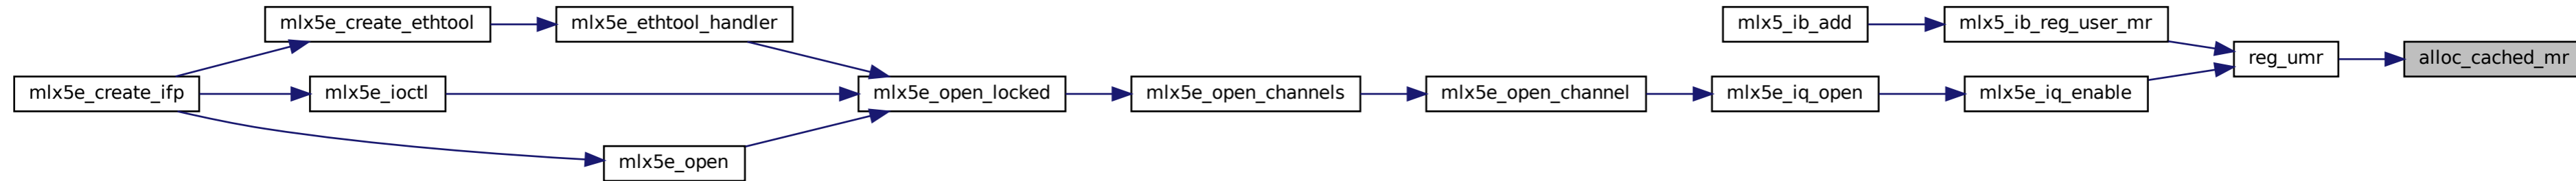 mlx5e_create_ethtool
mlx5e_ethtool_handler
mlx5_ib_add
mlx5_ib_reg_user_mr
reg_umr
alloc_cached_mr
mlx5e_create_ifp
mlx5e_ioctl
mlx5e_open_locked
mlx5e_open_channels
mlx5e_open_channel
mlx5e_iq_open
mlx5e_iq_enable
mlx5e_open